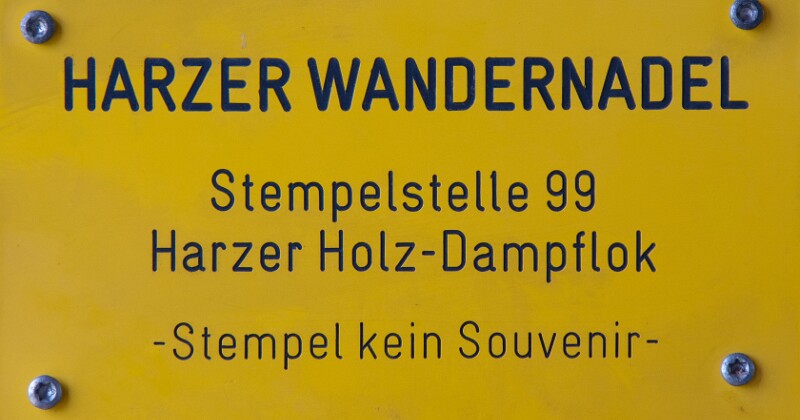 HARZER WANDERNADEL
Stempelstelle 99
Harzer Holz-Dampflok
-Stempel kein Souvenir-